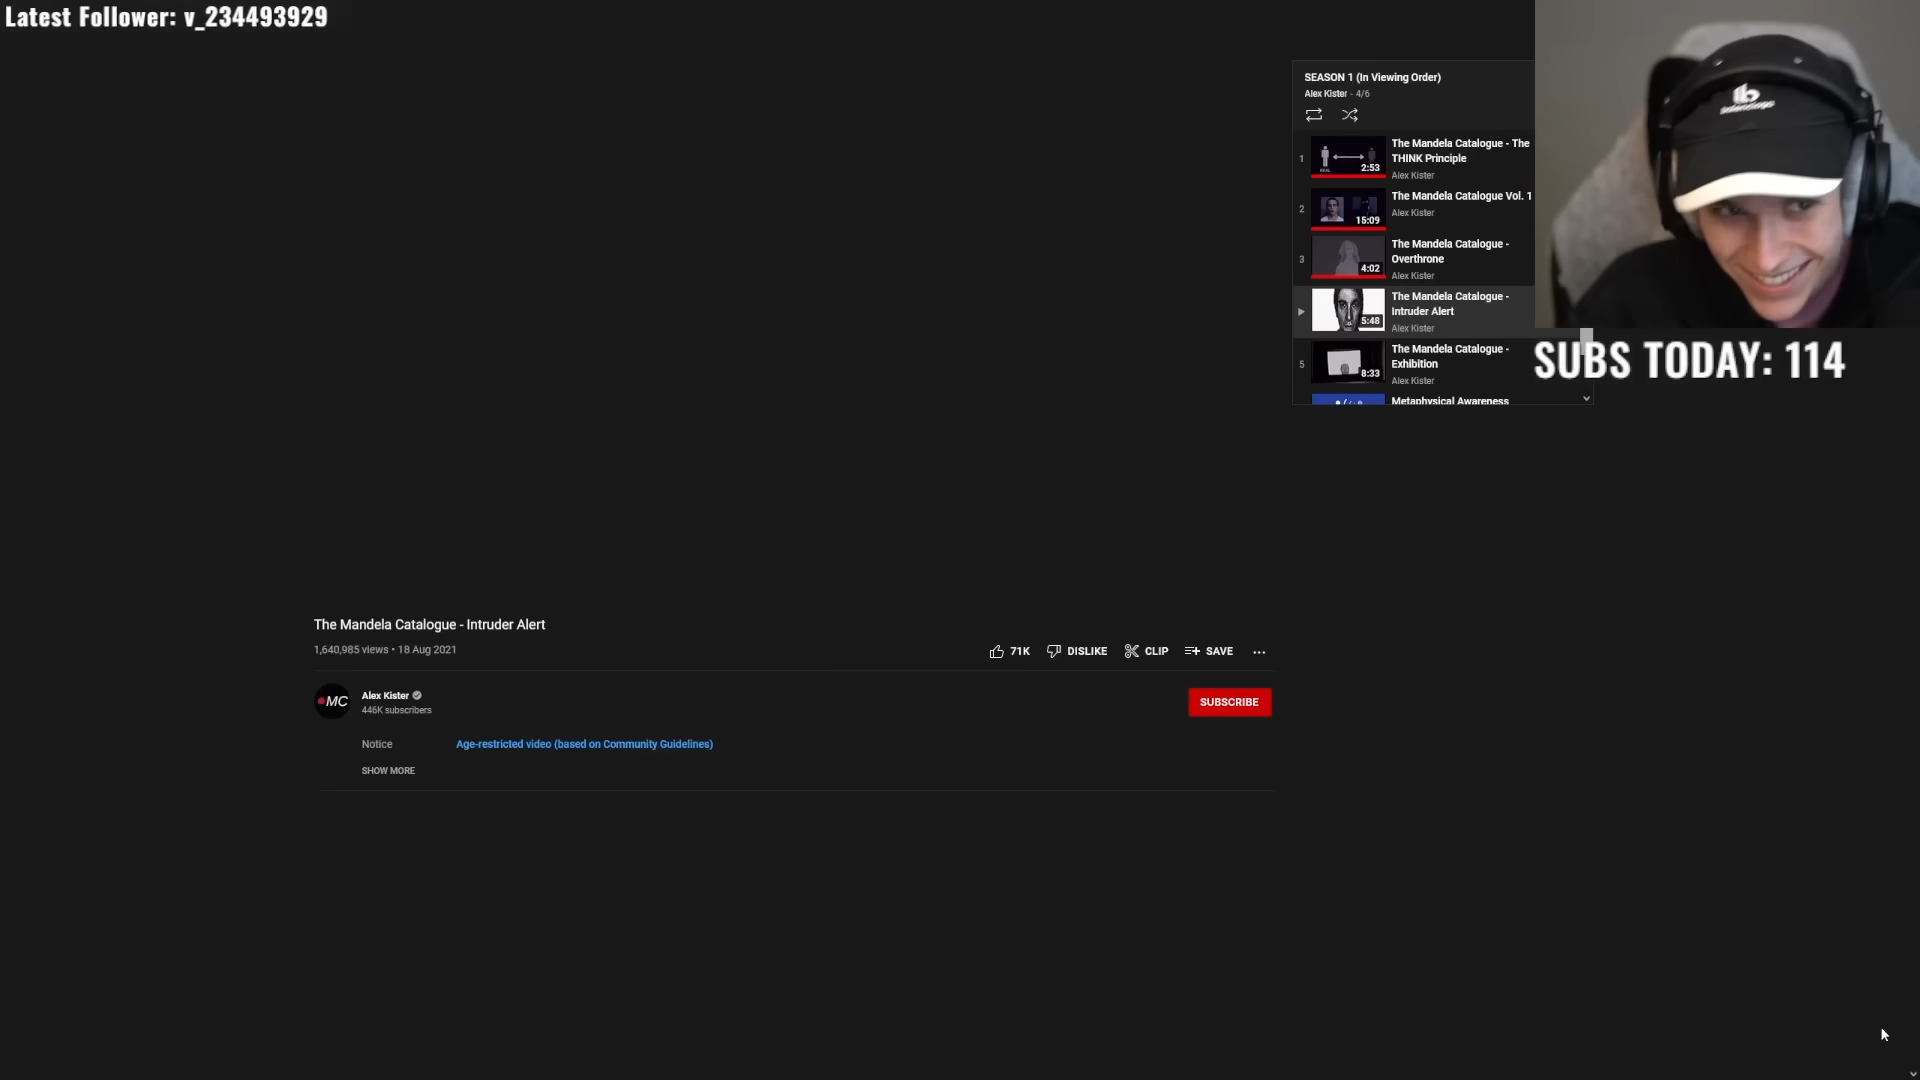 Latest Follower: v_234493929
SEASON 1 (In Viewing Order)
Alex Kister - 4/6
1
2:53
The Mandela Catalogue - The
THINK Principle
Alex Kister
2
15:09
The Mandela Catalogue Vol. 1
Alex Kister
3
4:02
The Mandela Catalogue -
Overthrone
Alex Kister
5:48
The Mandela Catalogue -
Intruder Alert
Alex Kister
5
8:33
The Mandela Catalogue -
Exhibition
Alex Kister
Metaphysical Awareness
SUBS TODAY: 114
The Mandela Catalogue - Intruder Alert
1,640,985 views • 18 Aug 2021
71K DISLIKE CLIP SAVE
MC
Alex Kister
446K subscribers
SUBSCRIBE
Notice Age-restricted video (based on Community Guidelines)
SHOW MORE